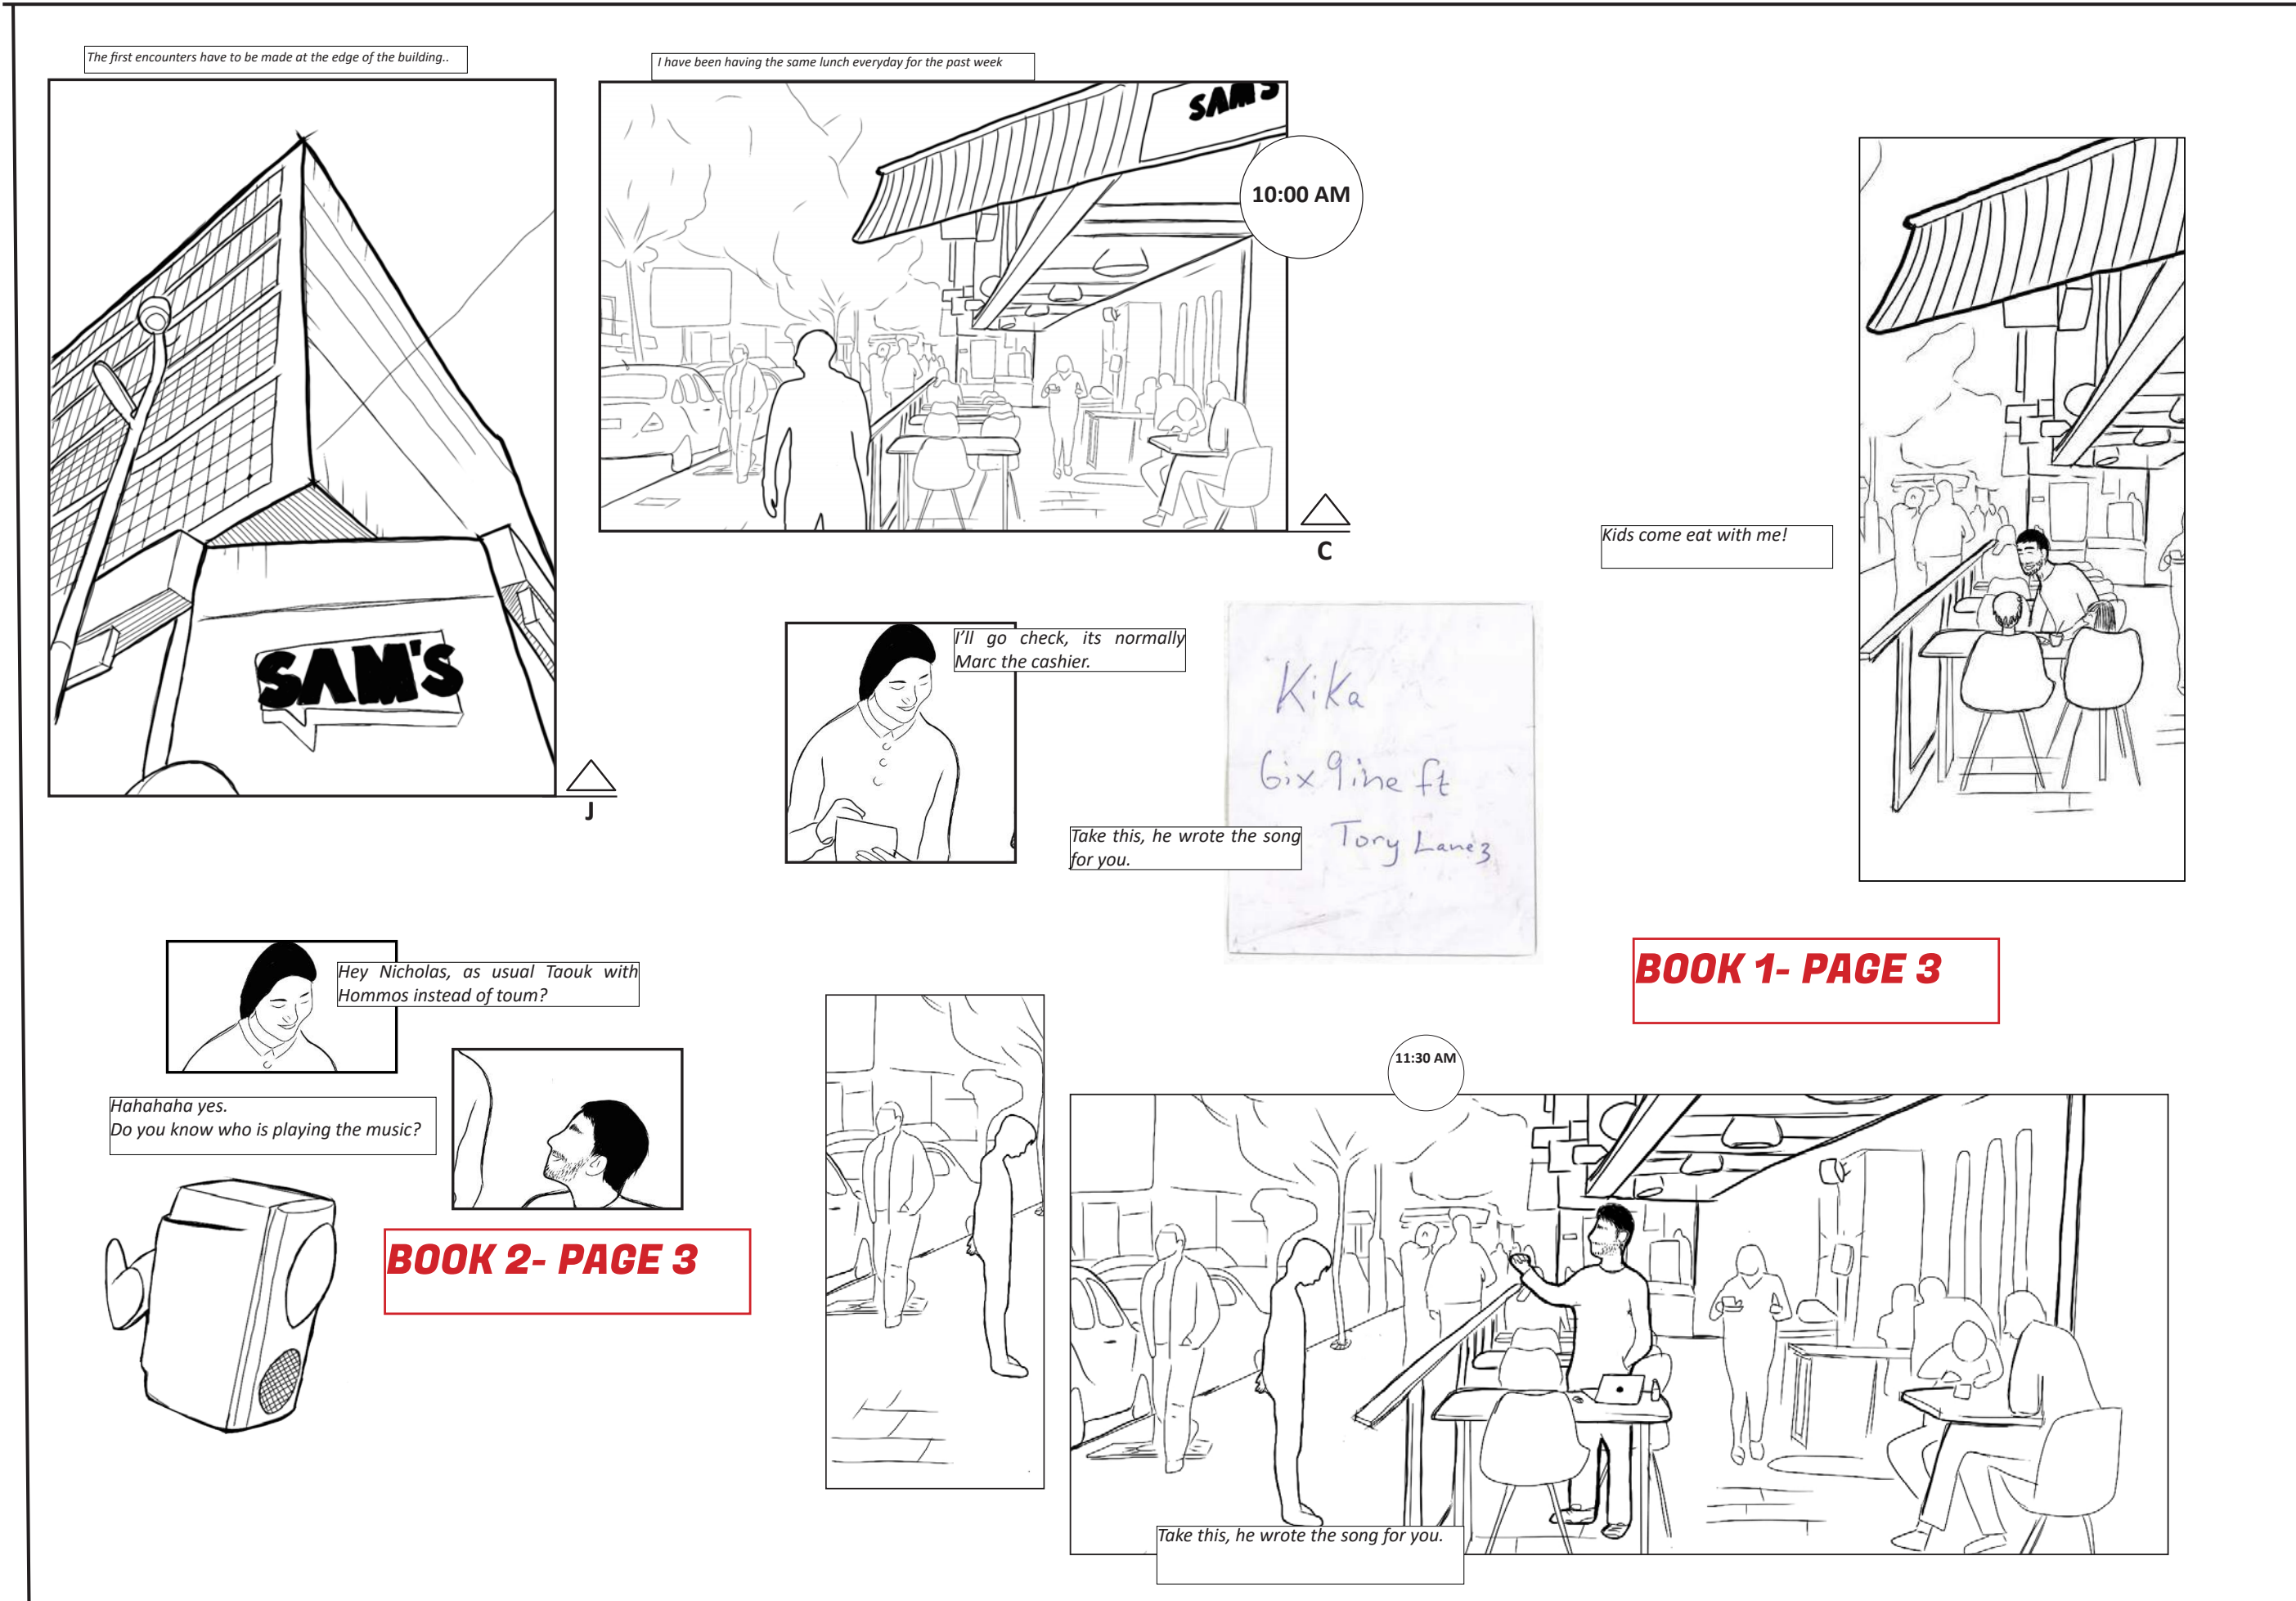 The first encounters have to be made at the edge of the building..
SAM'S
J
I have been having the same lunch everyday for the past week
SAM'S
10:00 AM
C
I'll go check, its normally
Marc the cashier.
Kika
6ix9ine ft
Tory Lanez
Take this, he wrote the song
for you.
Kids come eat with me!
BOOK 1- PAGE 3
Hey Nicholas, as usual Taouk with
Hommos instead of toum?
Hahahaha yes.
Do you know who is playing the music?
BOOK 2- PAGE 3
11:30 AM
Take this, he wrote the song for you.